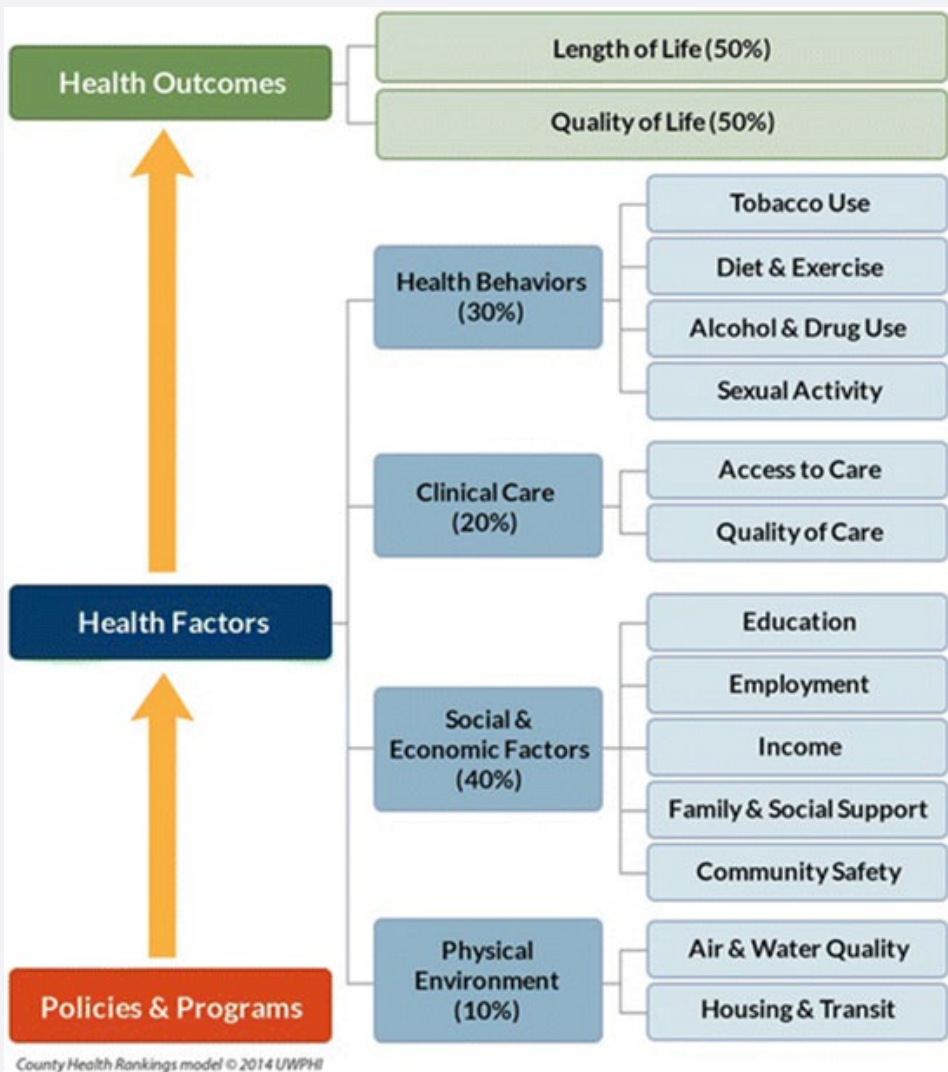 Health Outcomes
Length of Life (50%)
Quality of Life (50%)
Health Behaviors
(30%)
Tobacco Use
Diet & Exercise
Alcohol & Drug Use
Sexual Activity
Clinical Care
(20%)
Access to Care
Quality of Care
Health Factors
Social &
Economic Factors
(40%)
Education
Employment
Income
Family & Social Support
Community Safety
Physical
Environment
(10%)
Air & Water Quality
Housing & Transit
Policies & Programs
County Health Rankings model © 2014 UWPHI